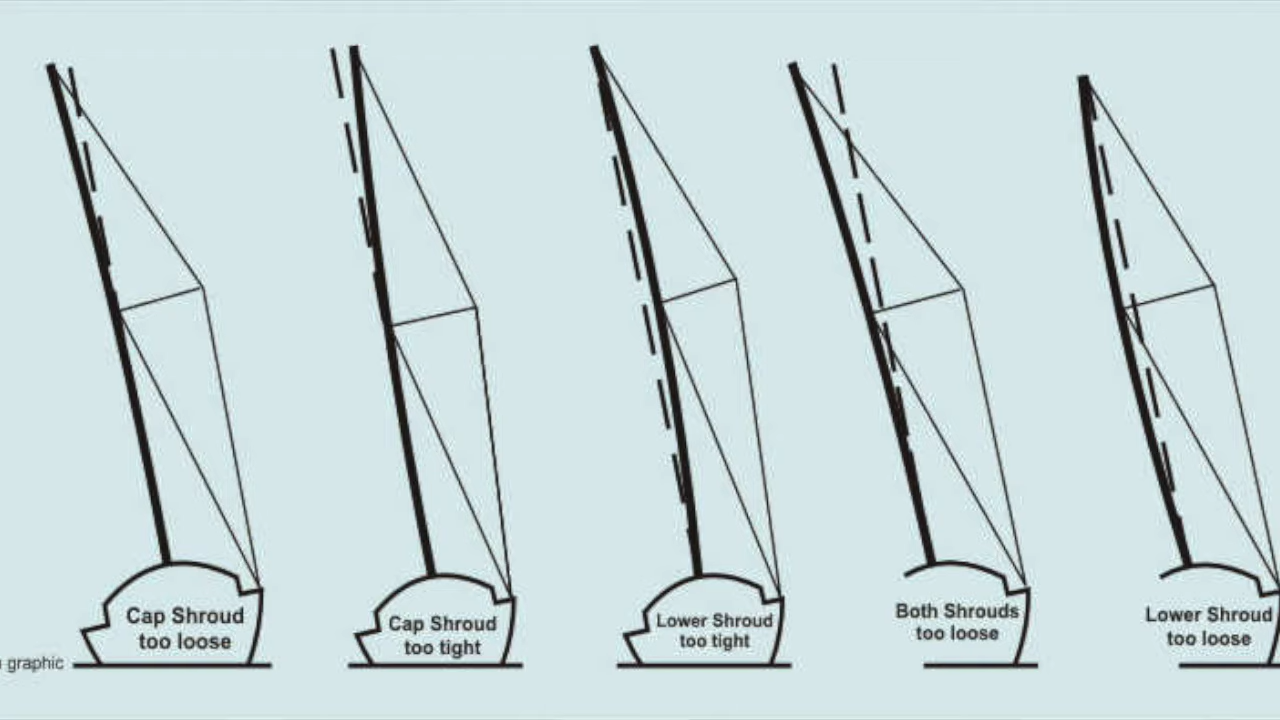 Cap Shroud
too loose
Cap Shroud
too tight
Lower Shroud
too tight
Both Shrouds
too loose
Lower Shroud
too loose
graphic